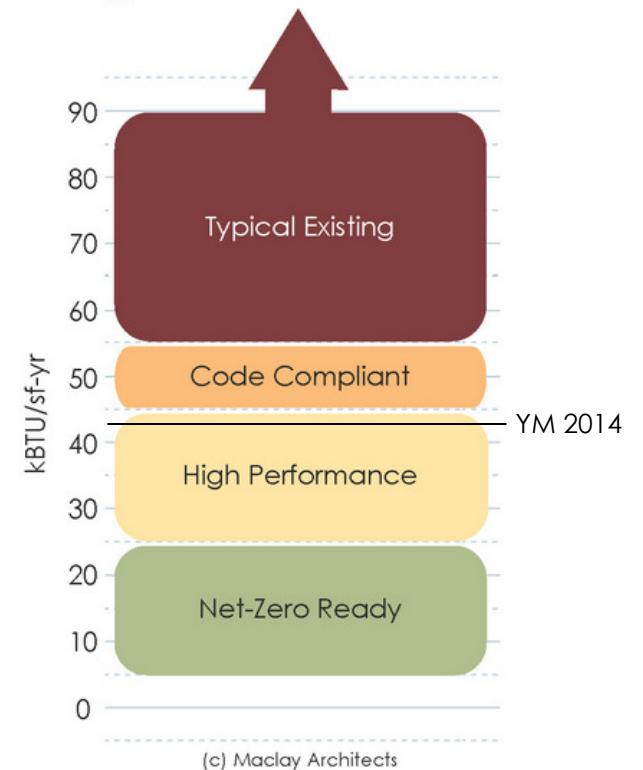 90
80
Typical Existing
70
60
Code Compliant
50
YM 2014
40
High Performance
30
20
Net-Zero Ready
10
0
kBTU/sf-yr
(c) Maclay Architects